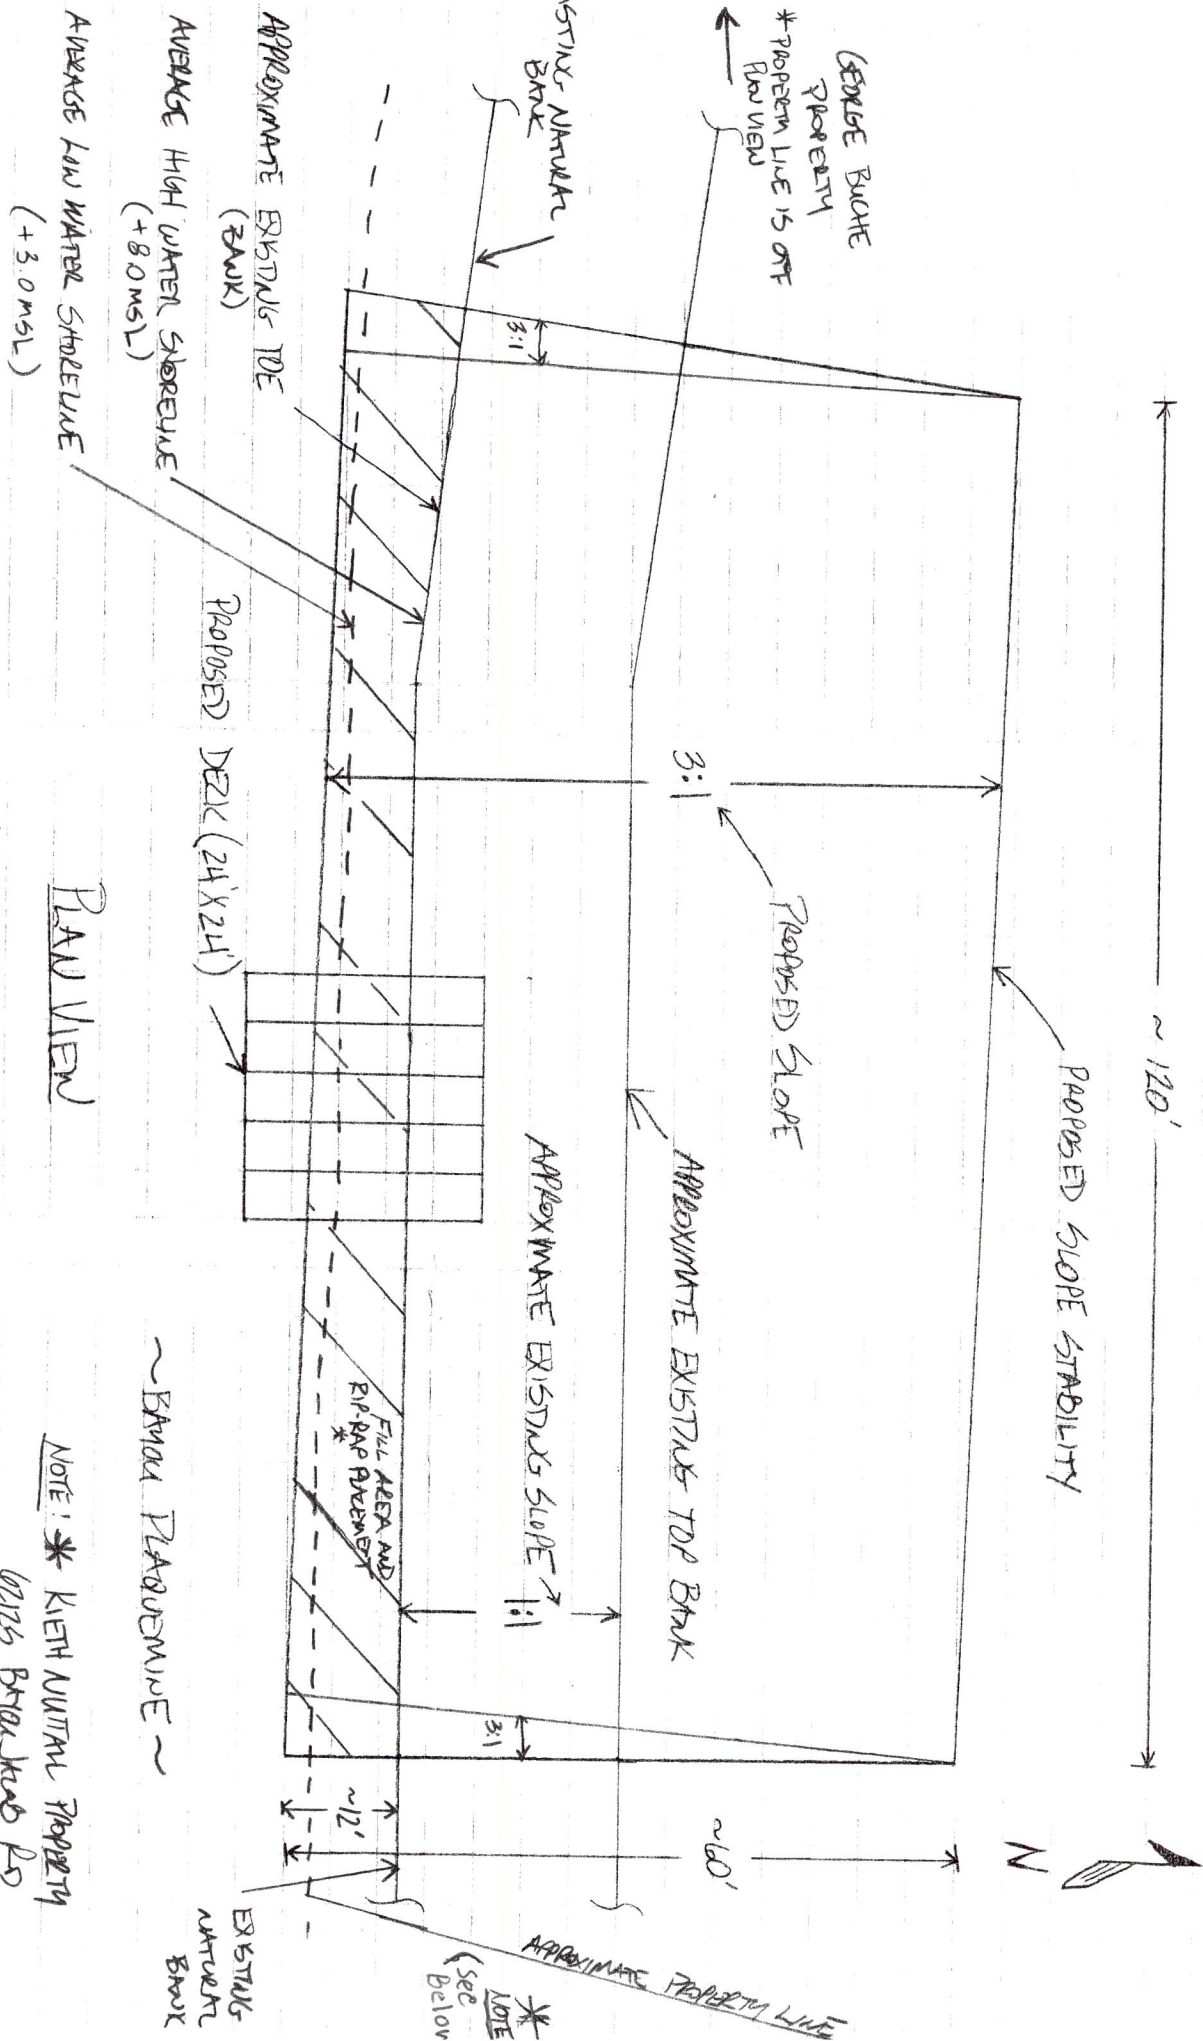 ~ 120'
PROPOSED SLOPE STABILITY
N
GEORGE BUCHE
PROPERTY
*PROPERTY LINE IS OFF
PLAN VIEW
3:1
PROPOSED SLOPE
APPROXIMATE EXISTING TOP BANK
APPROXIMATE EXISTING SLOPE
1:1
~60'
APPROXIMATE PROPERTY LINE
NATURAL
BANK
3:1
3:1
~12'
*
NOTE
(see
Below
FILL AREA AND
RIP-RAP PLACEMENT
*
APPROXIMATE EXISTING TOE
(BANK)
AVERAGE HIGH WATER SHORELINE
(+8.0 MSL)
AVERAGE LOW WATER SHORELINE
(+3.0 MSL)
PROPOSED DECK (24'X24')
EXISTING
NATURAL
BANK
~BAYOU PLAQUEMINE~
PLAN VIEW
NOTE: * KIETH NUTTALL PROPERTY